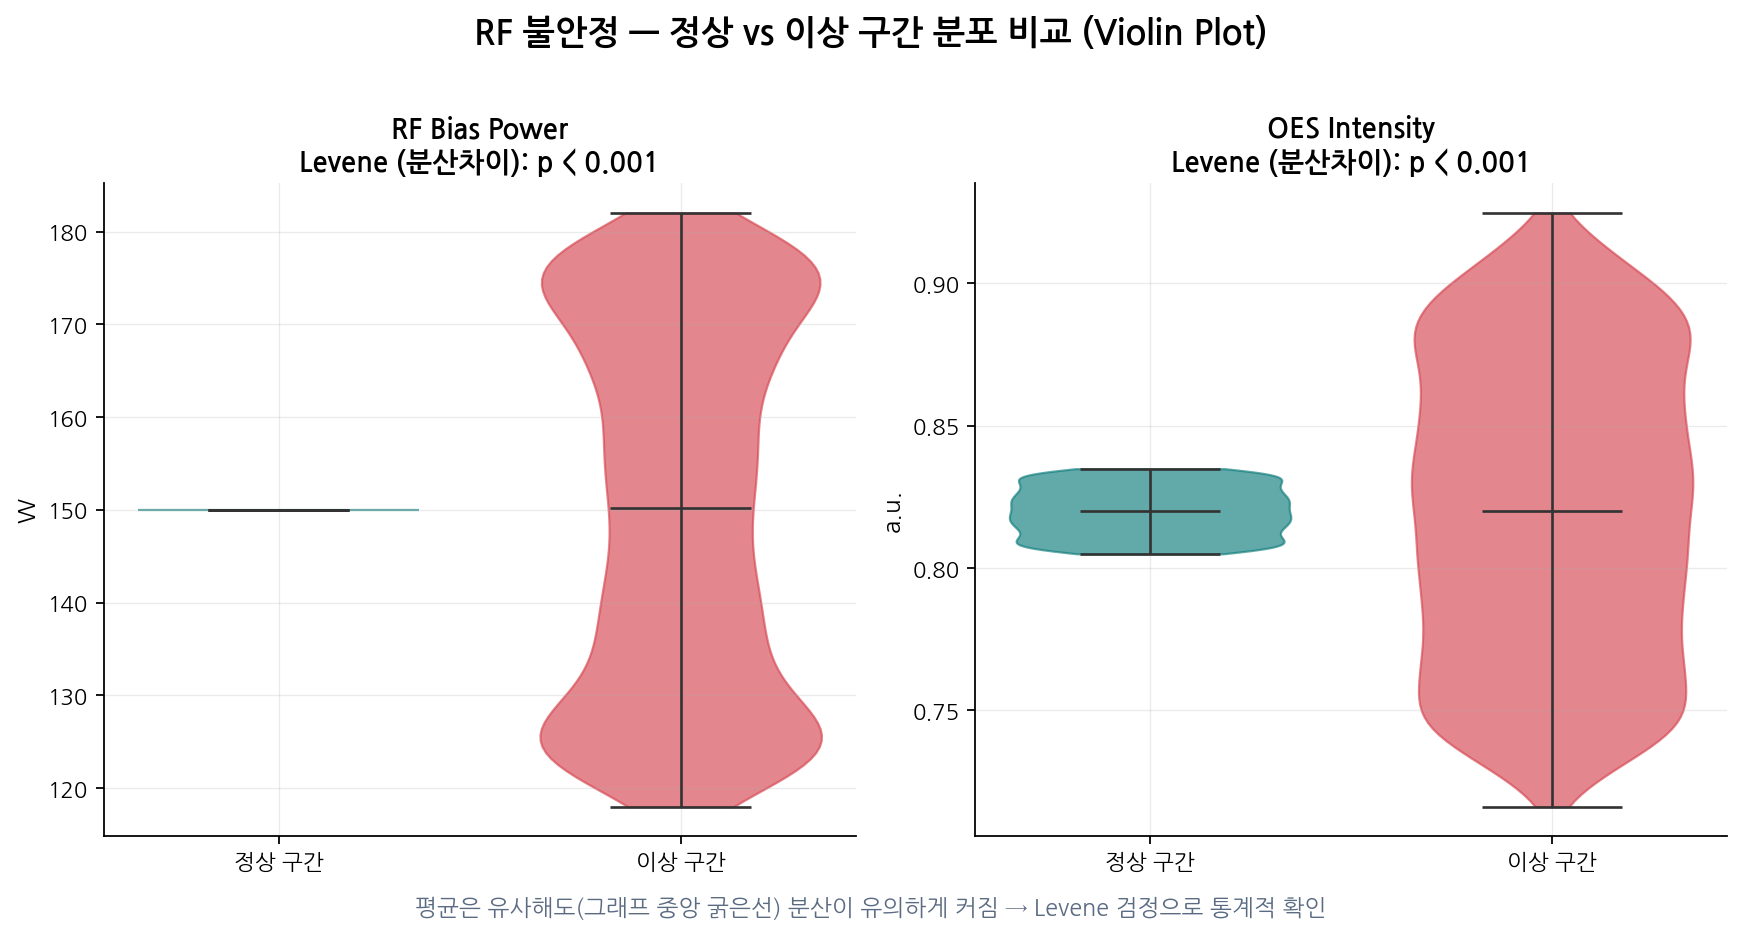 RF 불안정 — 정상 vs 이상 구간 분포 비교 (Violin Plot)
RF Bias Power
Levene (분산차이): p < 0.001
W
180
170
160
150
140
130
120
정상 구간
이상 구간
OES Intensity
Levene (분산차이): p < 0.001
a.u.
0.90
0.85
0.80
0.75
정상 구간
이상 구간
평균은 유사해도(그래프 중앙 굵은선) 분산이 유의하게 커짐 → Levene 검정으로 통계적 확인